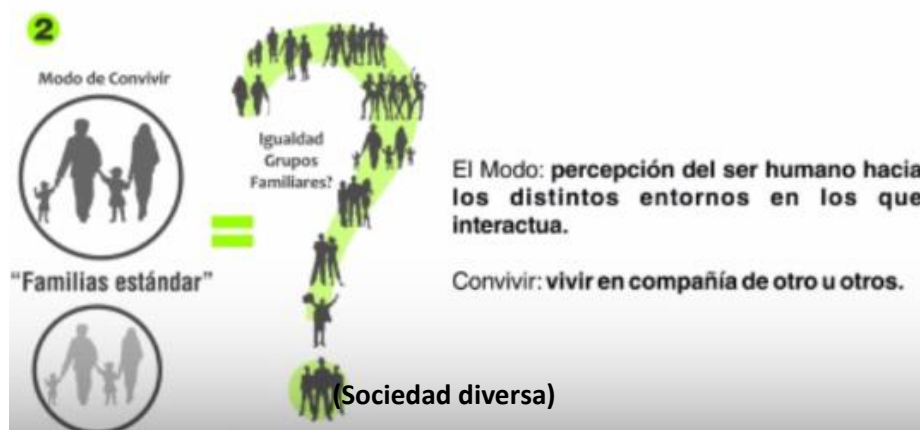 2
Modo de Convivir
Igualdad
Grupos
Familiares?
"Familias estándar"
El Modo: percepción del ser humano hacia
los distintos entornos en los que
interactua.
Convivir: vivir en compañía de otro u otros.
(Sociedad diversa)